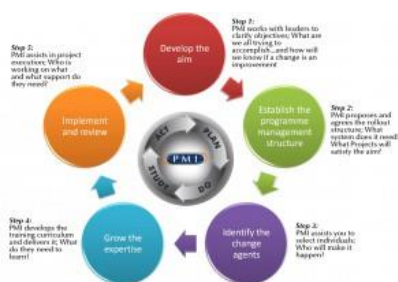 Step 1:
PMI works with leaders to
clarify objectives; What are
we all trying to
accomplish...and how will
we know if a change is an
improvement
Develop the
aim
Step 2:
PMI proposes and
agrees the rollout
structure; What
system does it need?
What Projects will
satisfy the aim?
Establish the
programme
management
structure
Step 3:
PMI assists you to
select individuals;
Who will make it
happen!
Identify the
change
agents
Step 4:
PMI develops the
training curriculum
and delivers it; What
do they need to
learn!
Grow the
expertise
Step 5:
PMI assists in project
execution; Who is
working on what
and what support do
they need?
Implement
and review
ACT
PLAN
PMI
STUDY
DO